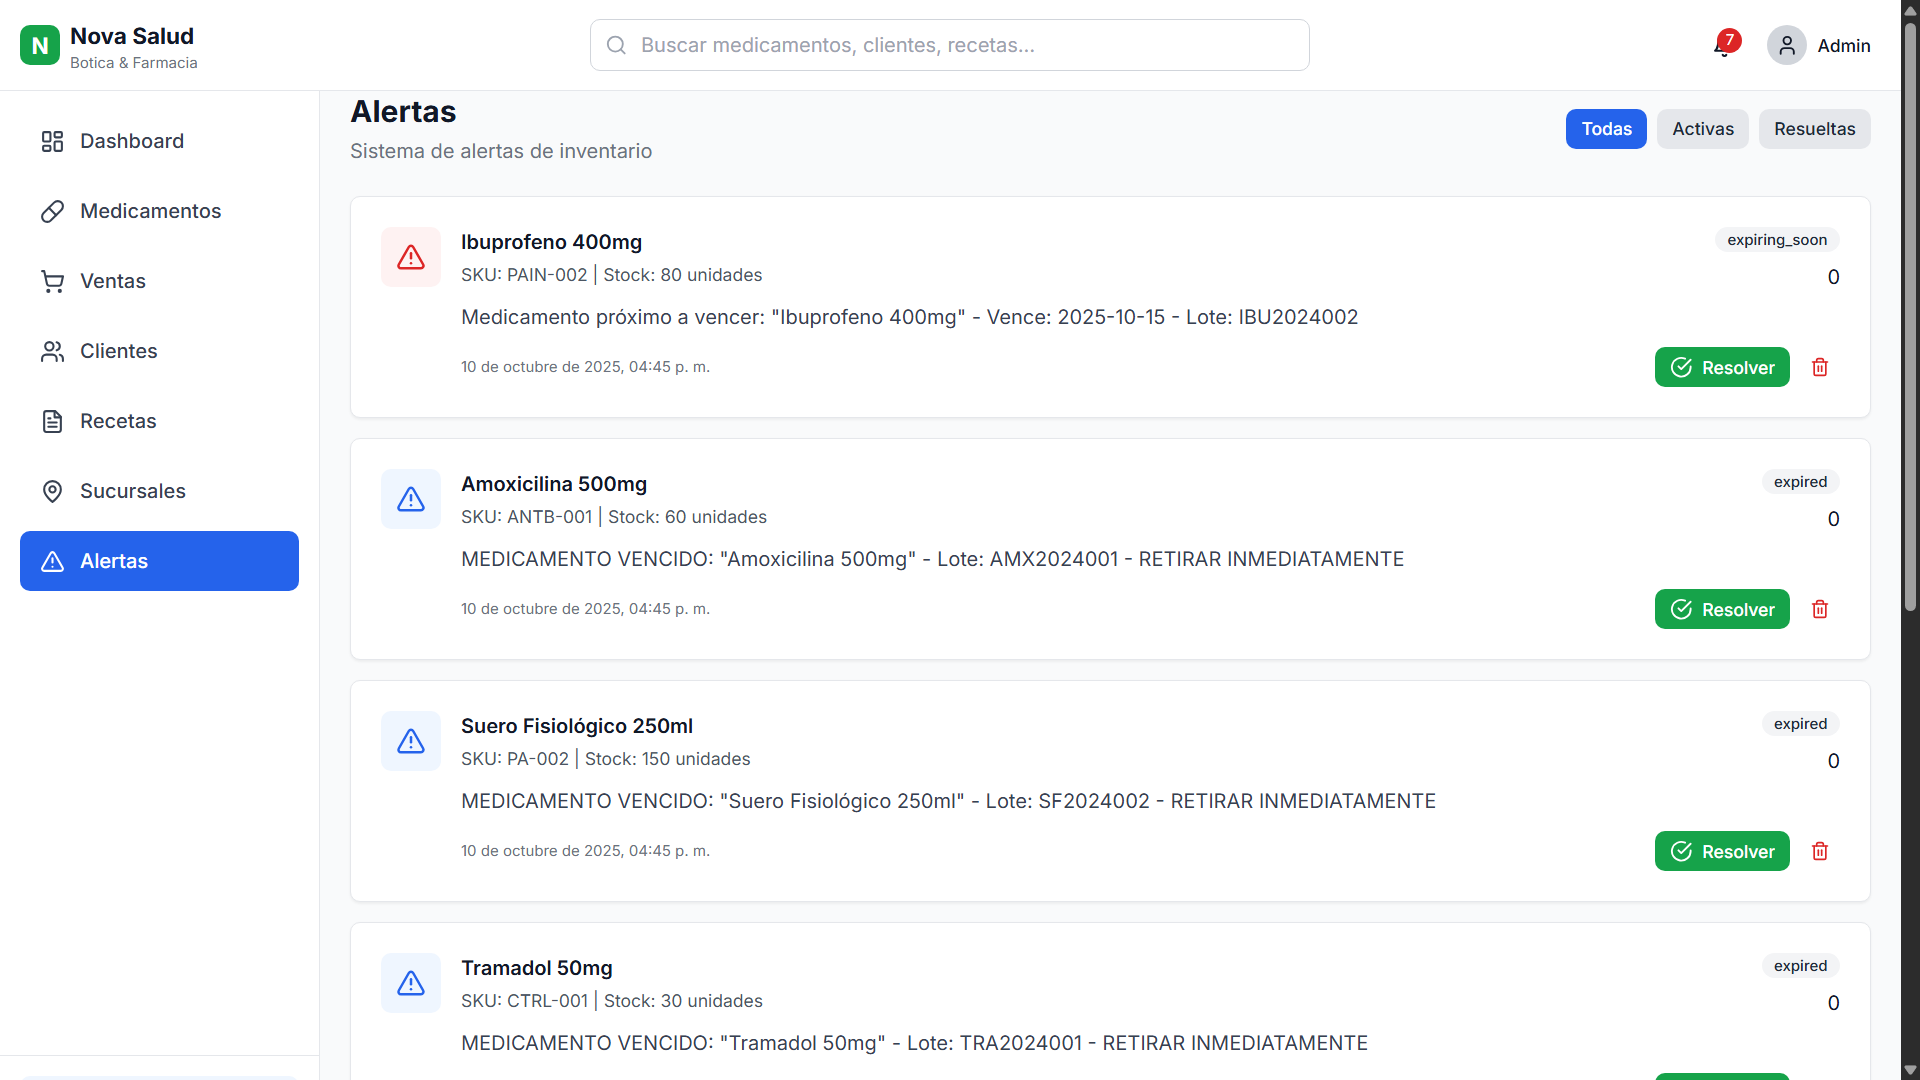 N
Nova Salud
Botica & Farmacia
Buscar medicamentos, clientes, recetas...
7
Admin
Dashboard
Medicamentos
Ventas
Clientes
Recetas
Sucursales
Alertas
Alertas
Sistema de alertas de inventario
Todas
Activas
Resueltas
Ibuprofeno 400mg
expiring_soon
SKU: PAIN-002 | Stock: 80 unidades
0
Medicamento próximo a vencer: "Ibuprofeno 400mg" - Vence: 2025-10-15 - Lote: IBU2024002
10 de octubre de 2025, 04:45 p. m.
Resolver
Amoxicilina 500mg
expired
SKU: ANTB-001 | Stock: 60 unidades
0
MEDICAMENTO VENCIDO: "Amoxicilina 500mg" - Lote: AMX2024001 - RETIRAR INMEDIATAMENTE
10 de octubre de 2025, 04:45 p. m.
Resolver
Suero Fisiológico 250ml
expired
SKU: PA-002 | Stock: 150 unidades
0
MEDICAMENTO VENCIDO: "Suero Fisiológico 250ml" - Lote: SF2024002 - RETIRAR INMEDIATAMENTE
10 de octubre de 2025, 04:45 p. m.
Resolver
Tramadol 50mg
expired
SKU: CTRL-001 | Stock: 30 unidades
0
MEDICAMENTO VENCIDO: "Tramadol 50mg" - Lote: TRA2024001 - RETIRAR INMEDIATAMENTE